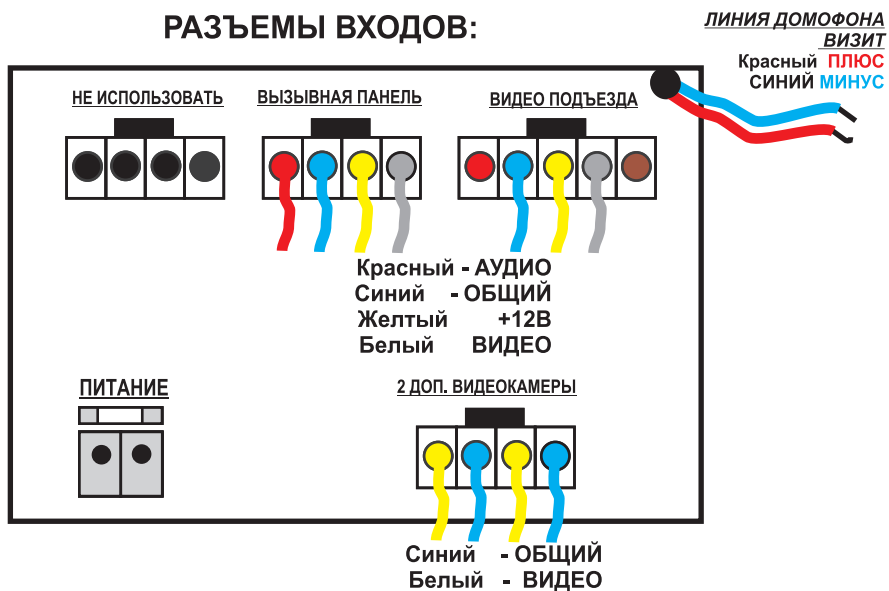 РАЗЪЕМЫ ВХОДОВ:
ЛИНИЯ ДОМОФОНА
ВИЗИТ
Красный ПЛЮС
СИНИЙ МИНУС
НЕ ИСПОЛЬЗОВАТЬ
ВЫЗЫВНАЯ ПАНЕЛЬ
ВИДЕО ПОДЪЕЗДА
Красный - АУДИО
Синий - ОБЩИЙ
Желтый +12В
Белый ВИДЕО
ПИТАНИЕ
2 ДОП. ВИДЕОКАМЕРЫ
Синий - ОБЩИЙ
Белый - ВИДЕО